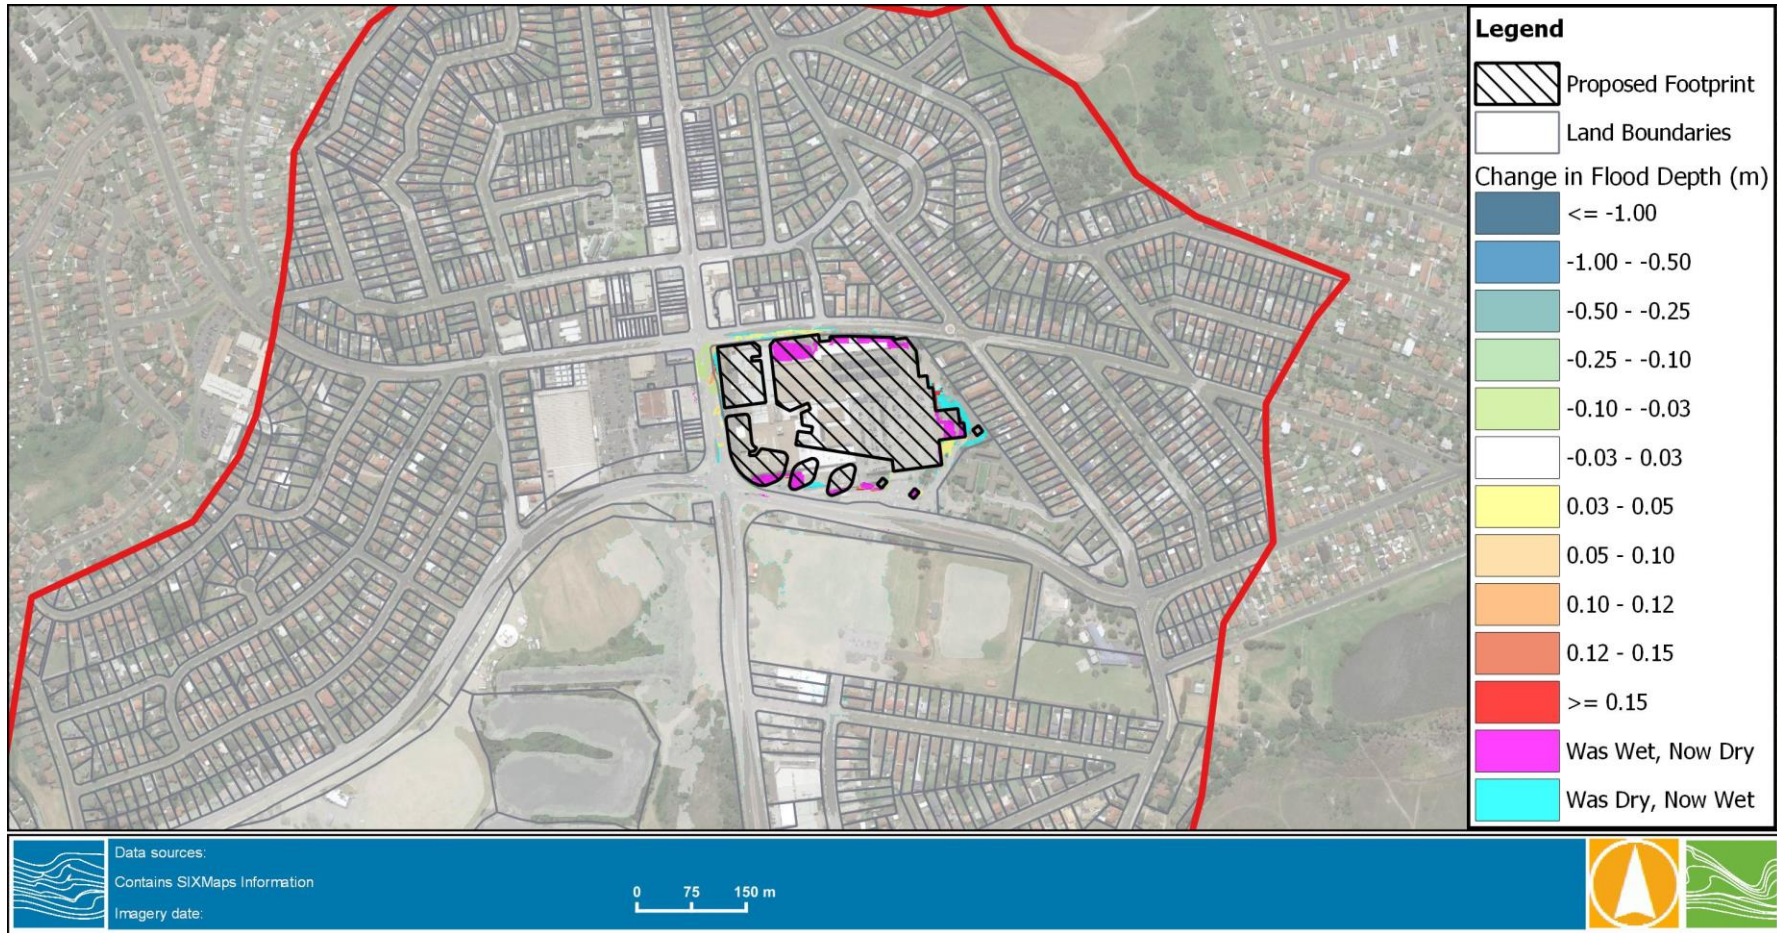 Legend
Proposed Footprint
Land Boundaries
Change in Flood Depth (m)
<= -1.00
-1.00 - -0.50
-0.50 - -0.25
-0.25 - -0.10
-0.10 - -0.03
-0.03 - 0.03
0.03 - 0.05
0.05 - 0.10
0.10 - 0.12
0.12 - 0.15
>= 0.15
Was Wet, Now Dry
Was Dry, Now Wet
Data sources:
Contains SIXMaps Information
Imagery date:
0 75 150 m